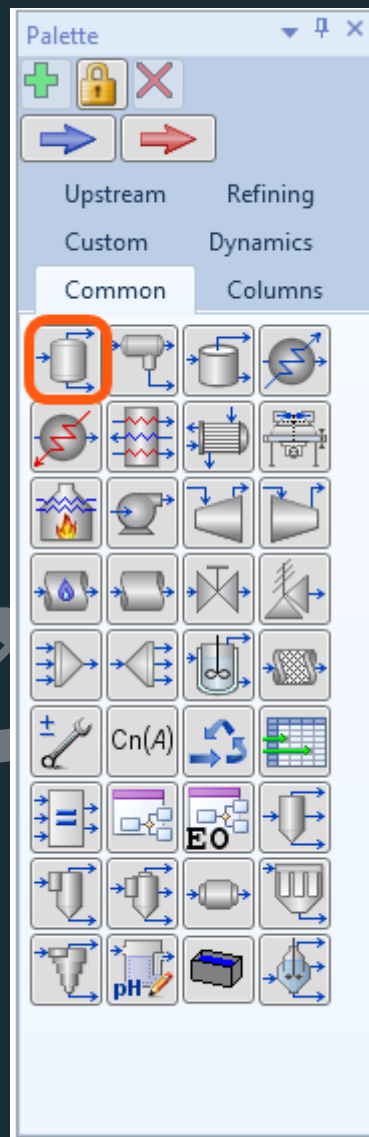 Palette
Upstream Refining
Custom Dynamics
Common Columns
Cn(A)
EO
pH